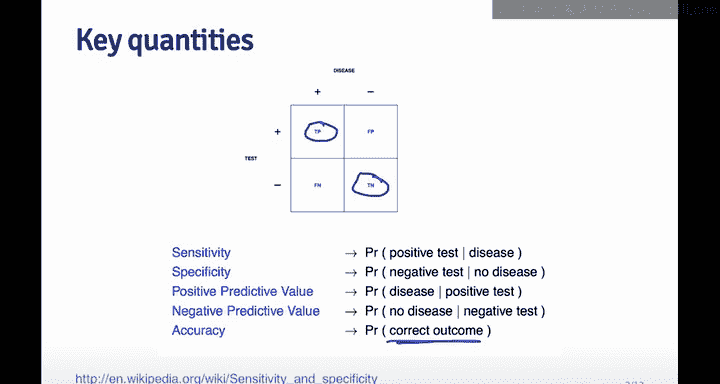 Key quantities
DISEASE
+ -
+ TP FP
TEST
- FN TN
Sensitivity → Pr ( positive test | disease )
Specificity → Pr ( negative test | no disease )
Positive Predictive Value → Pr ( disease | positive test )
Negative Predictive Value → Pr ( no disease | negative test )
Accuracy → Pr ( correct outcome )
http://en.wikipedia.org/wiki/Sensitivity_and_specificity